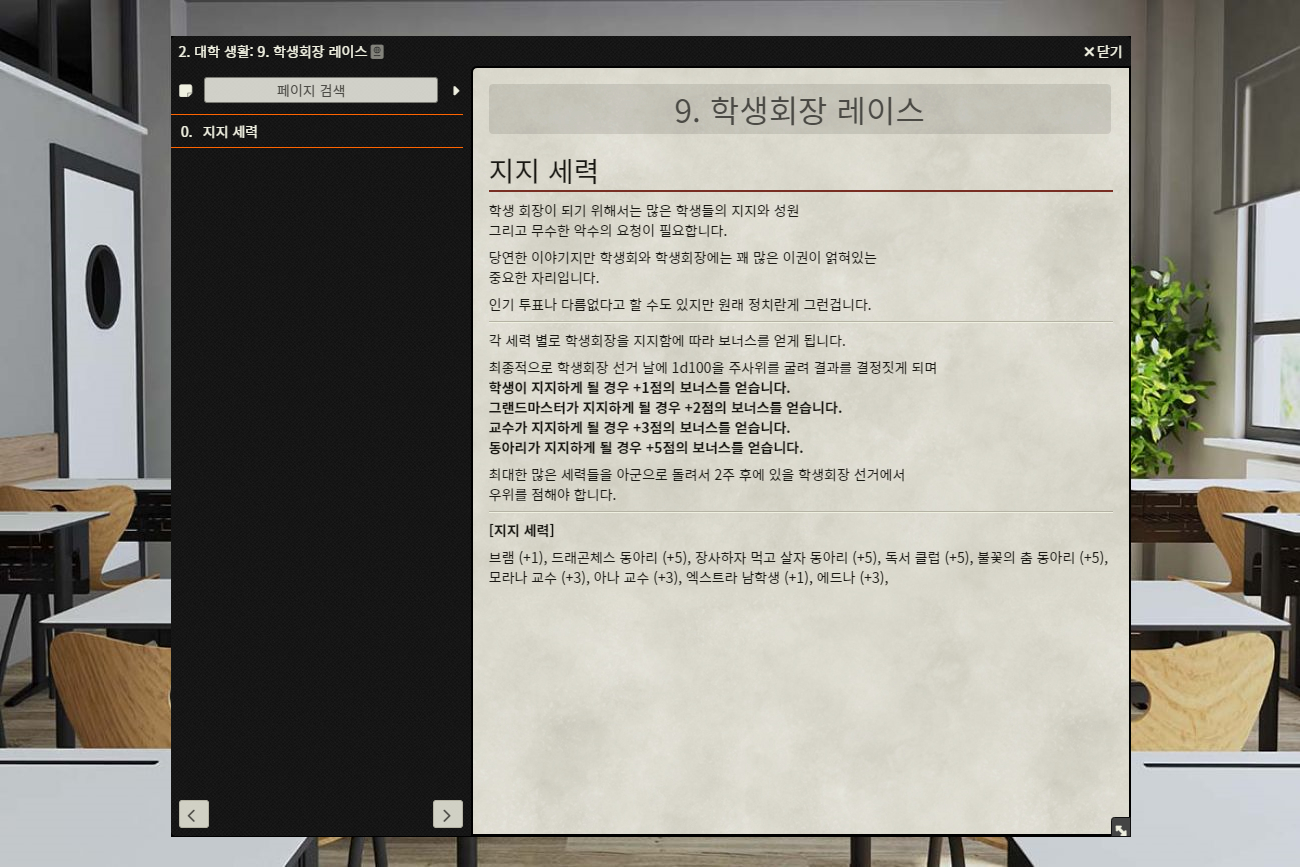 2. 대학 생활: 9. 학생회장 레이스
닫기
페이지 검색
0. 지지 세력
9. 학생회장 레이스
지지 세력
학생 회장이 되기 위해서는 많은 학생들의 지지와 성원
그리고 무수한 악수의 요청이 필요합니다.
당연한 이야기지만 학생회와 학생회장에는 꽤 많은 이권이 얽혀있는
중요한 자리입니다.
인기 투표나 다름없다고 할 수도 있지만 원래 정치란게 그런겁니다.
각 세력 별로 학생회장을 지지함에 따라 보너스를 얻게 됩니다.
최종적으로 학생회장 선거 날에 1d100을 주사위를 굴려 결과를 결정짓게 되며
학생이 지지하게 될 경우 +1점의 보너스를 얻습니다.
그랜드마스터가 지지하게 될 경우 +2점의 보너스를 얻습니다.
교수가 지지하게 될 경우 +3점의 보너스를 얻습니다.
동아리가 지지하게 될 경우 +5점의 보너스를 얻습니다.
최대한 많은 세력들을 아군으로 돌려서 2주 후에 있을 학생회장 선거에서
우위를 점해야 합니다.
[지지 세력]
브램 (+1), 드래곤체스 동아리 (+5), 장사하자 먹고 살자 동아리 (+5), 독서 클럽 (+5), 불꽃의 춤 동아리 (+5),
모라나 교수 (+3), 아나 교수 (+3), 엑스트라 남학생 (+1), 에드나 (+3),